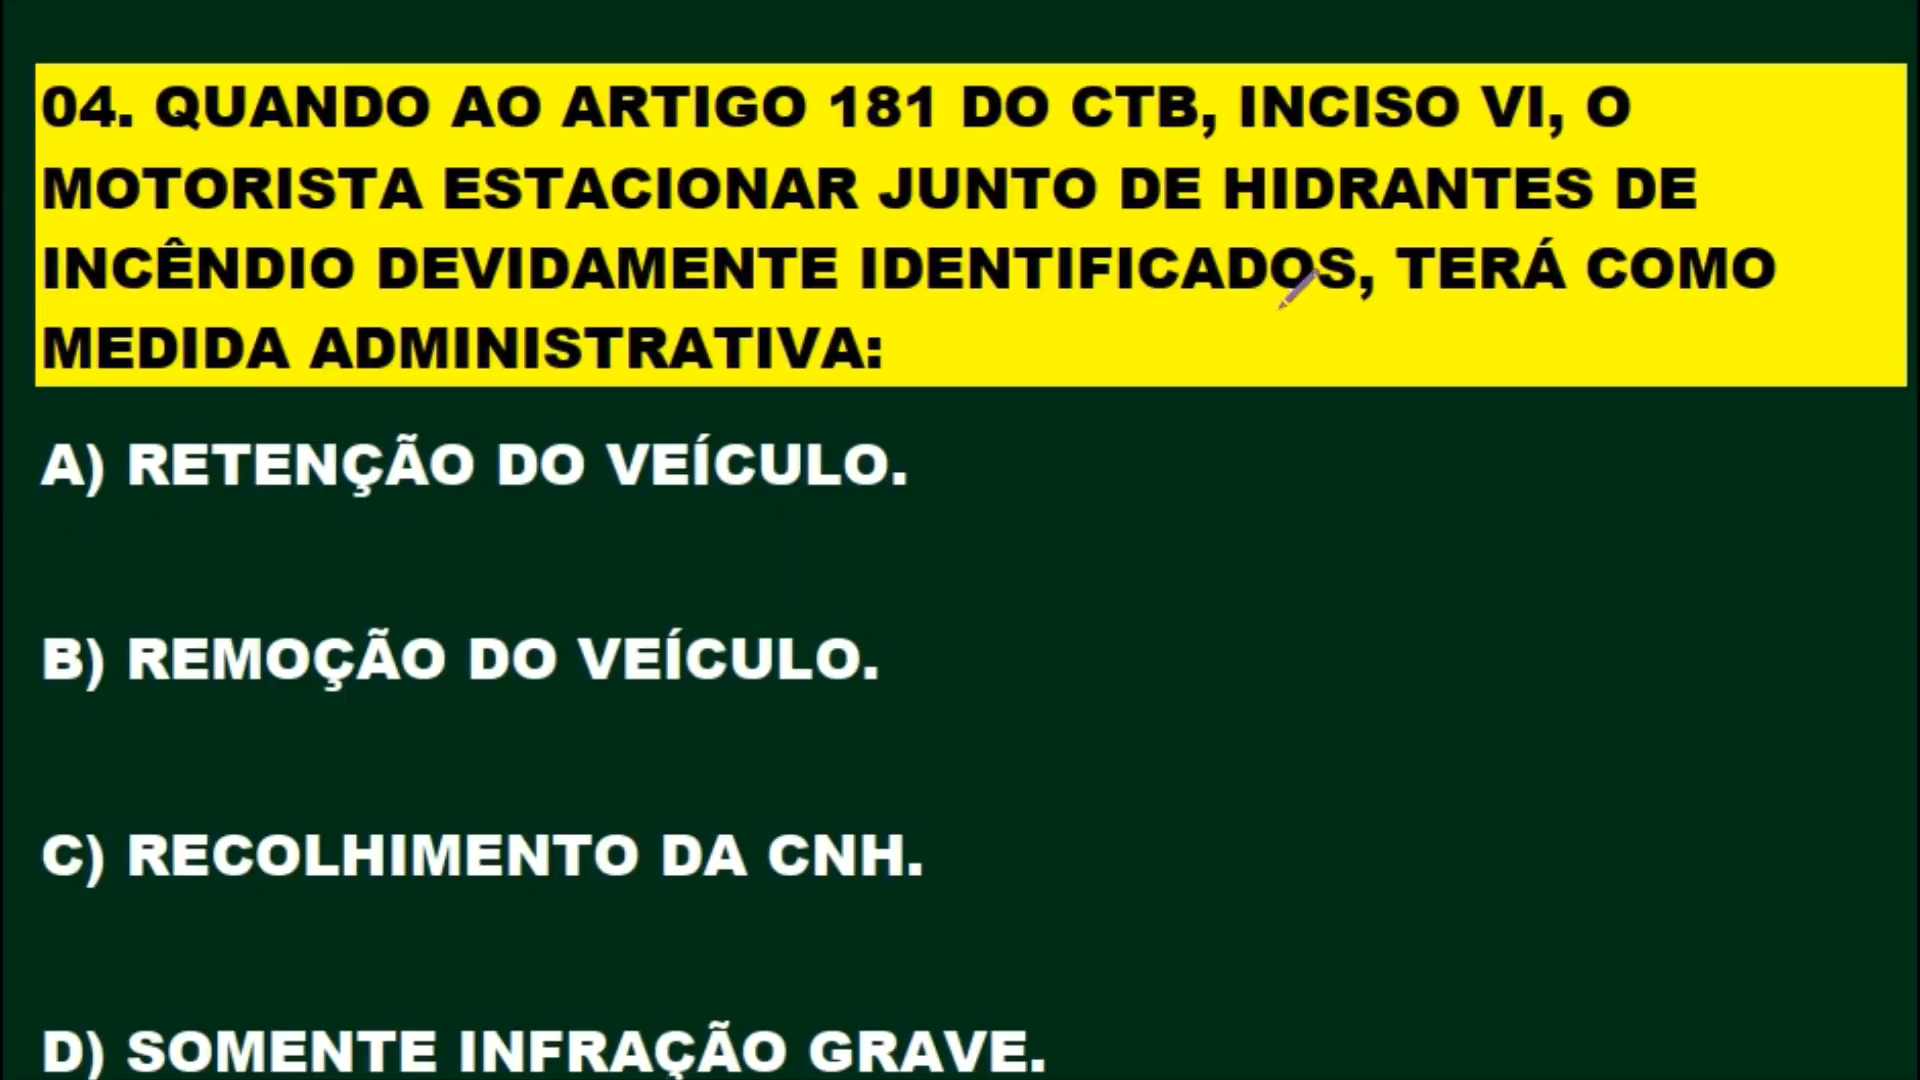 04. QUANDO AO ARTIGO 181 DO CTB, INCISO VI, O
MOTORISTA ESTACIONAR JUNTO DE HIDRANTES DE
INCÊNDIO DEVIDAMENTE IDENTIFICADOS, TERÁ COMO
MEDIDA ADMINISTRATIVA:
A) RETENÇÃO DO VEÍCULO.
B) REMOÇÃO DO VEÍCULO.
C) RECOLHIMENTO DA CNH.
D) SOMENTE INFRAÇÃO GRAVE.